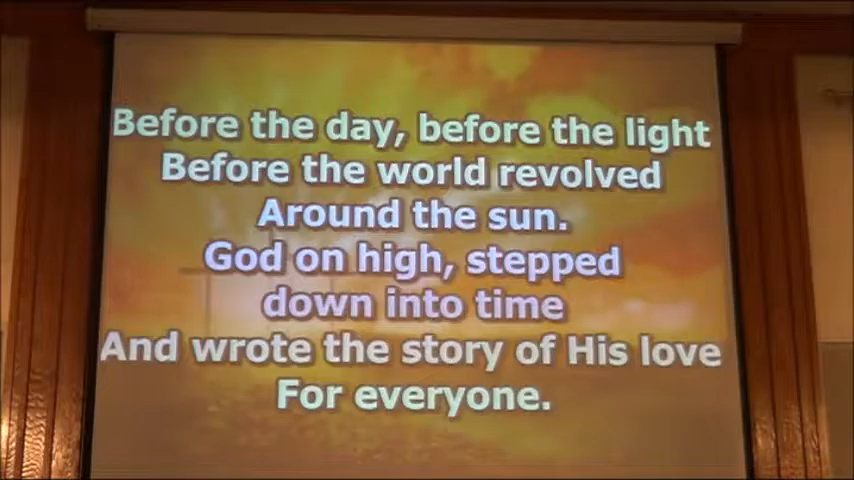 Before the day, before the light
Before the world revolved
Around the sun.
God on high, stepped
down into time
And wrote the story of His love
For everyone.